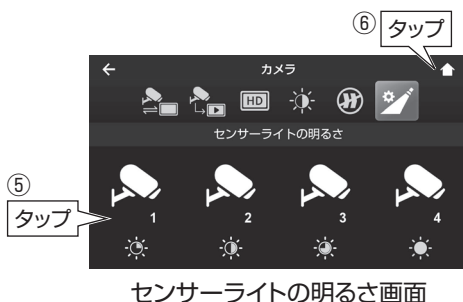 ⑥ タップ
カメラ
HD
センサーライトの明るさ
⑤
タップ
1 2 3 4
センサーライトの明るさ画面